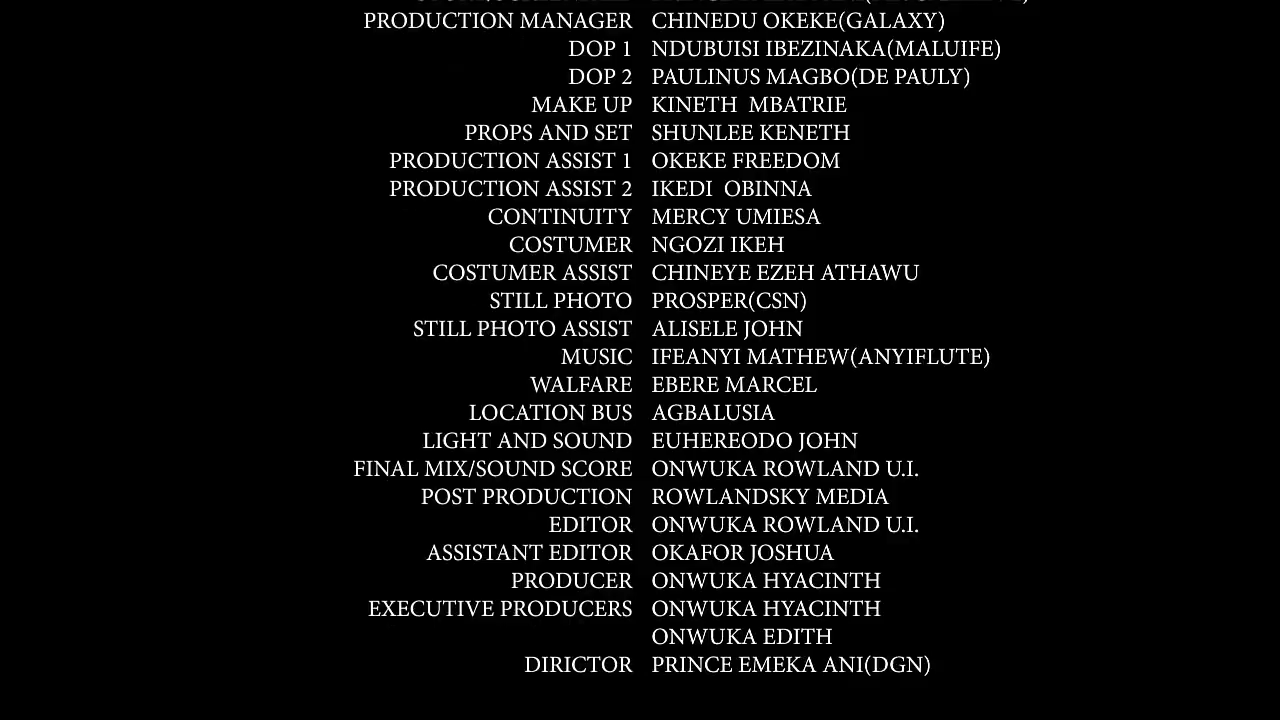 PRODUCTION MANAGER CHINEDU OKEKE(GALAXY)
DOP 1 NDUBUISI IBEZINAKA(MALUIFE)
DOP 2 PAULINUS MAGBO(DE PAULY)
MAKE UP KINETH MBATRIE
PROPS AND SET SHUNLEE KENETH
PRODUCTION ASSIST 1 OKEKE FREEDOM
PRODUCTION ASSIST 2 IKEDI OBINNA
CONTINUITY MERCY UMIESA
COSTUMER NGOZI IKEH
COSTUMER ASSIST CHINEYE EZEH ATHAWU
STILL PHOTO PROSPER(CSN)
STILL PHOTO ASSIST ALISELE JOHN
MUSIC IFEANYI MATHEW(ANYIFLUTE)
WALFARE EBERE MARCEL
LOCATION BUS AGBALUSIA
LIGHT AND SOUND EUHEREODO JOHN
FINAL MIX/SOUND SCORE ONWUKA ROWLAND U.I.
POST PRODUCTION ROWLANDSKY MEDIA
EDITOR ONWUKA ROWLAND U.I.
ASSISTANT EDITOR OKAFOR JOSHUA
PRODUCER ONWUKA HYACINTH
EXECUTIVE PRODUCERS ONWUKA HYACINTH
ONWUKA EDITH
DIRICTOR PRINCE EMEKA ANI(DGN)